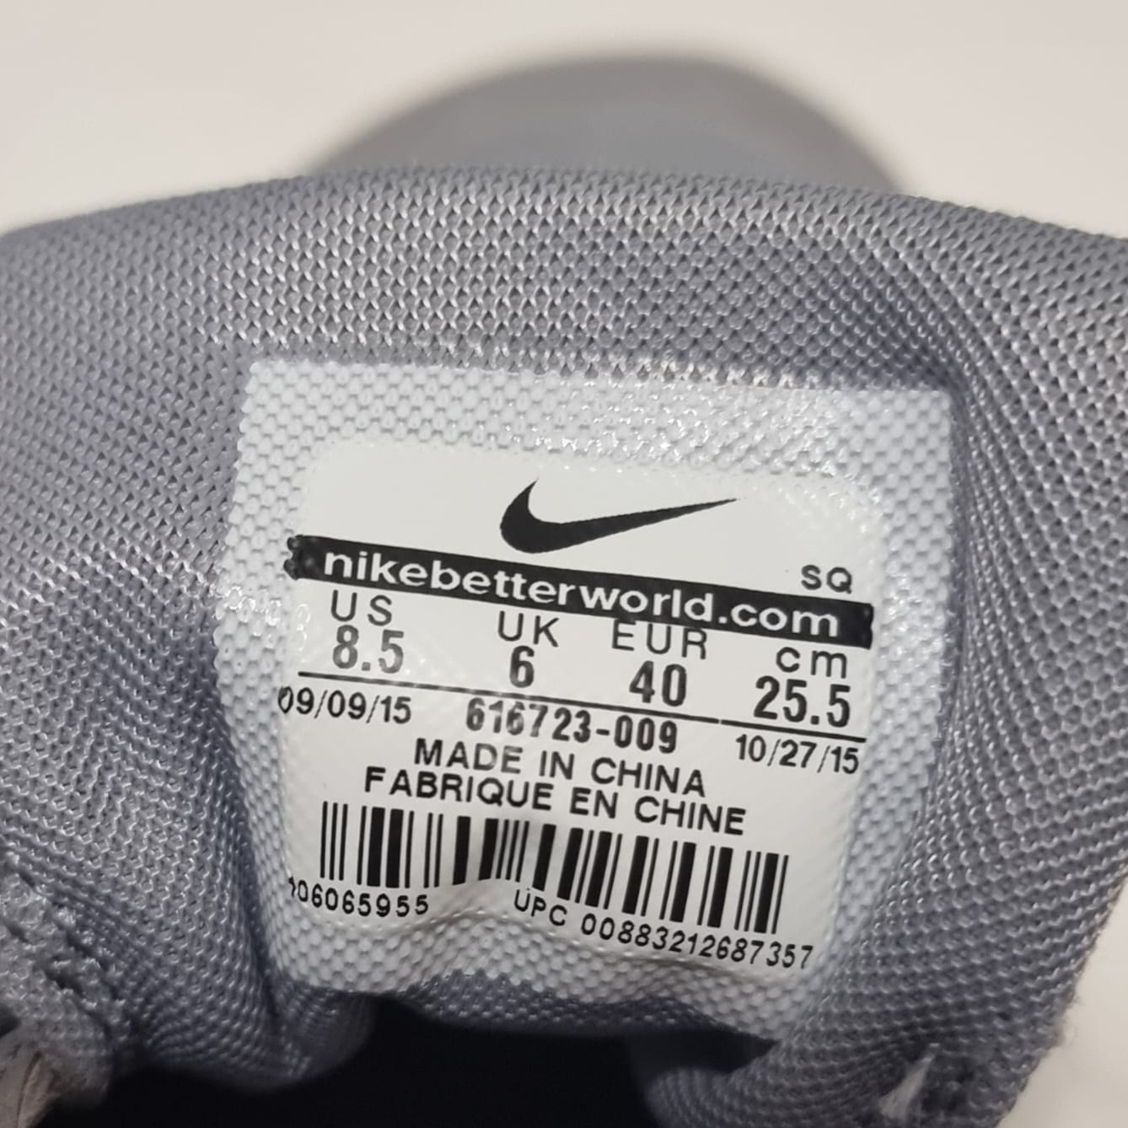 SQ
nikebetterworld.com
US UK EUR cm
8.5 6 40 25.5
09/09/15 616723-009 10/27/15
MADE IN CHINA
FABRIQUE EN CHINE
106065955 UPC 00883212687357